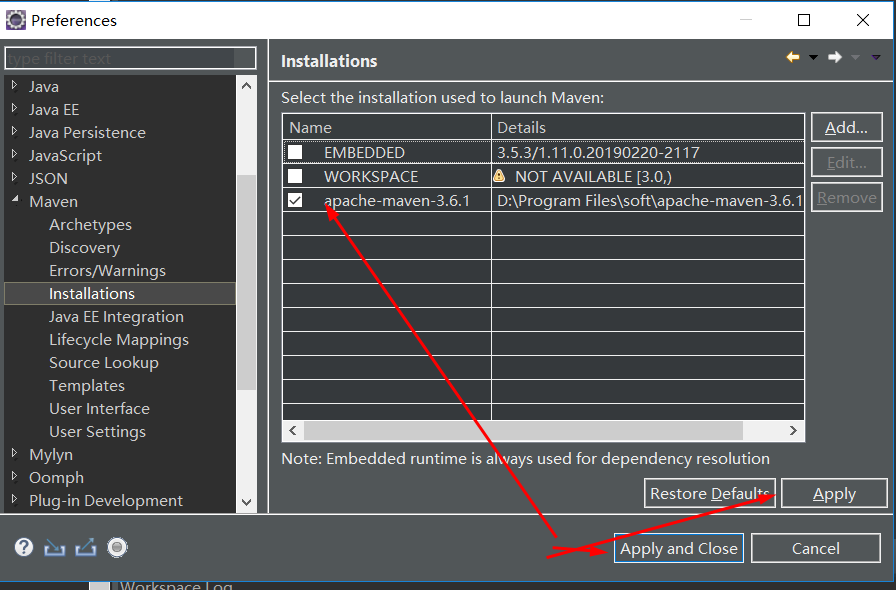 Preferences
type filter text
Java
Java EE
Java Persistence
JavaScript
JSON
Maven
Archetypes
Discovery
Errors/Warnings
Installations
Java EE Integration
Lifecycle Mappings
Source Lookup
Templates
User Interface
User Settings
Mylyn
Oomph
Plug-in Development
Installations
Select the installation used to launch Maven:
Name Details
EMBEDDED 3.5.3/1.11.0.20190220-2117
WORKSPACE NOT AVAILABLE [3.0,)
apache-maven-3.6.1 D:\Program Files\soft\apache-maven-3.6.1
Add...
Edit...
Remove
Note: Embedded runtime is always used for dependency resolution
Restore Defaults Apply
Apply and Close Cancel
Workspace Log